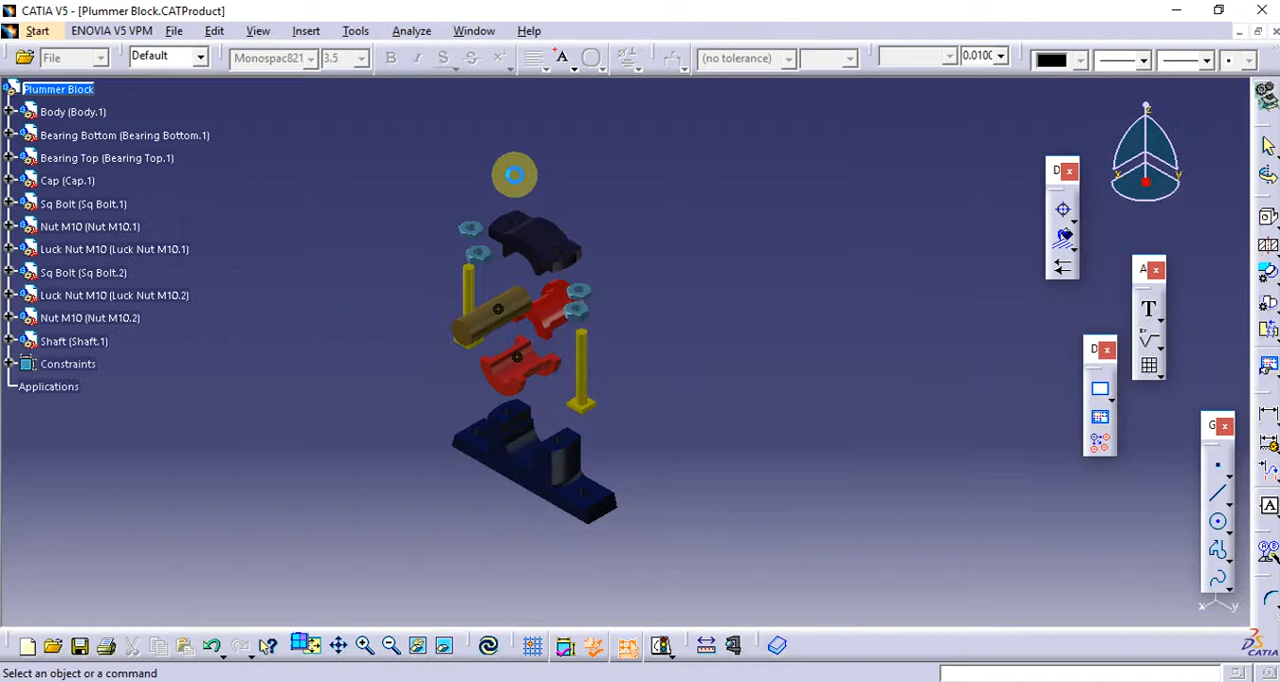 CATIA V5 - [Plummer Block.CATProduct]
Start ENOVIA V5 VPM File Edit View Insert Tools Analyze Window Help
File Default Monospac821 3.5 B I S S A (no tolerance) 0.010
Plummer Block
Body (Body.1)
Bearing Bottom (Bearing Bottom.1)
Bearing Top (Bearing Top.1)
Cap (Cap.1)
Sq Bolt (Sq Bolt.1)
Nut M10 (Nut M10.1)
Luck Nut M10 (Luck Nut M10.1)
Sq Bolt (Sq Bolt.2)
Luck Nut M10 (Luck Nut M10.2)
Nut M10 (Nut M10.2)
Shaft (Shaft.1)
Constraints
Applications
z
x y
D
A
T
D
G
A
x y
CATIA
Select an object or a command